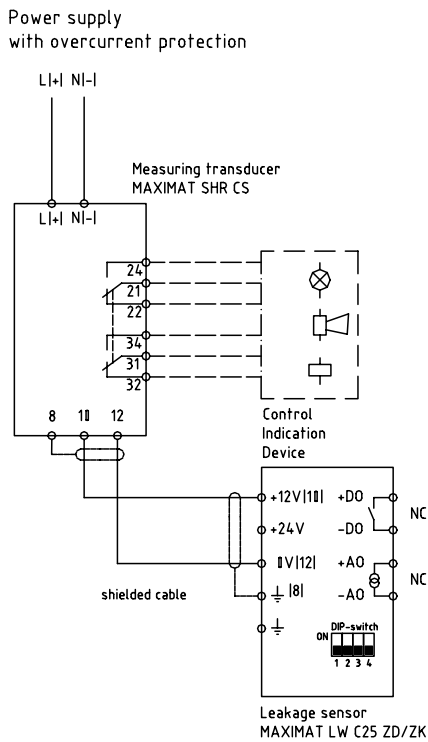 Power supply
with overcurrent protection
L|+| N|-|
Measuring transducer
MAXIMAT SHR CS
L|+| N|-|
24
21
22
34
31
32
8 10 12
Control
Indication
Device
+12V|10| +DO
NC
+24V -DO
0V|12| +AO
NC
|8| -AO
shielded cable
DIP-switch
ON
1 2 3 4
Leakage sensor
MAXIMAT LW C25 ZD/ZK